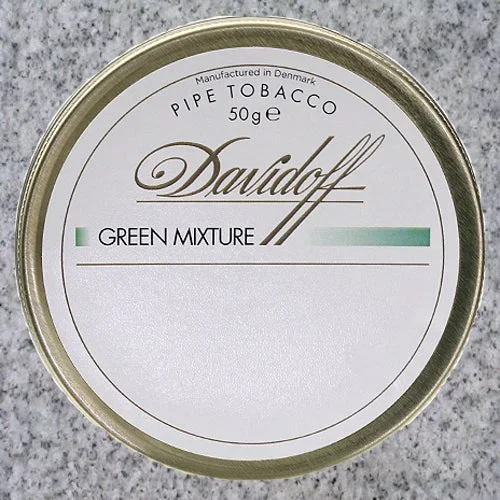 Manufactured in Denmark
PIPE TOBACCO
50g℮
Davidoff
GREEN MIXTURE